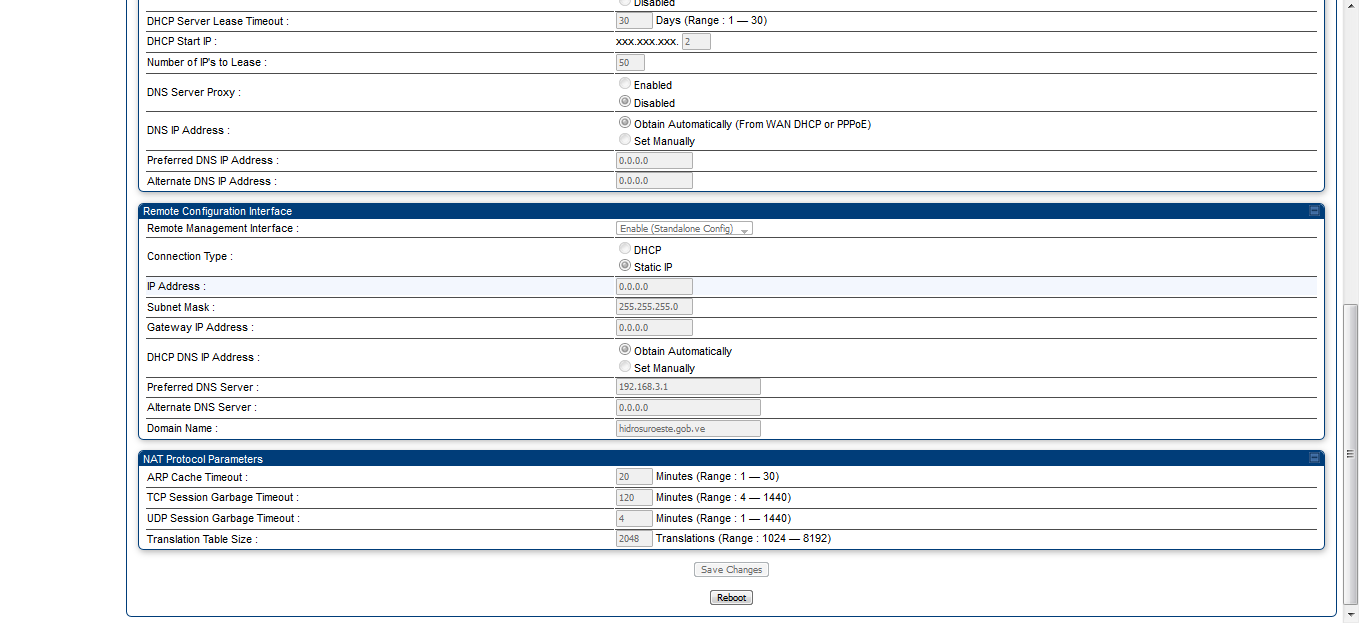 Disabled
DHCP Server Lease Timeout : 30 Days (Range : 1 — 30)
DHCP Start IP : xxx.xxx.xxx. 2
Number of IP's to Lease : 50
DNS Server Proxy :
Enabled
Disabled
DNS IP Address :
Obtain Automatically (From WAN DHCP or PPPoE)
Set Manually
Preferred DNS IP Address : 0.0.0.0
Alternate DNS IP Address : 0.0.0.0
Remote Configuration Interface
Remote Management Interface : Enable (Standalone Config)
Connection Type :
DHCP
Static IP
IP Address : 0.0.0.0
Subnet Mask : 255.255.255.0
Gateway IP Address : 0.0.0.0
DHCP DNS IP Address :
Obtain Automatically
Set Manually
Preferred DNS Server : 192.168.3.1
Alternate DNS Server : 0.0.0.0
Domain Name : hidrosuroeste.gob.ve
NAT Protocol Parameters
ARP Cache Timeout : 20 Minutes (Range : 1 — 30)
TCP Session Garbage Timeout : 120 Minutes (Range : 4 — 1440)
UDP Session Garbage Timeout : 4 Minutes (Range : 1 — 1440)
Translation Table Size : 2048 Translations (Range : 1024 — 8192)
Save Changes
Reboot